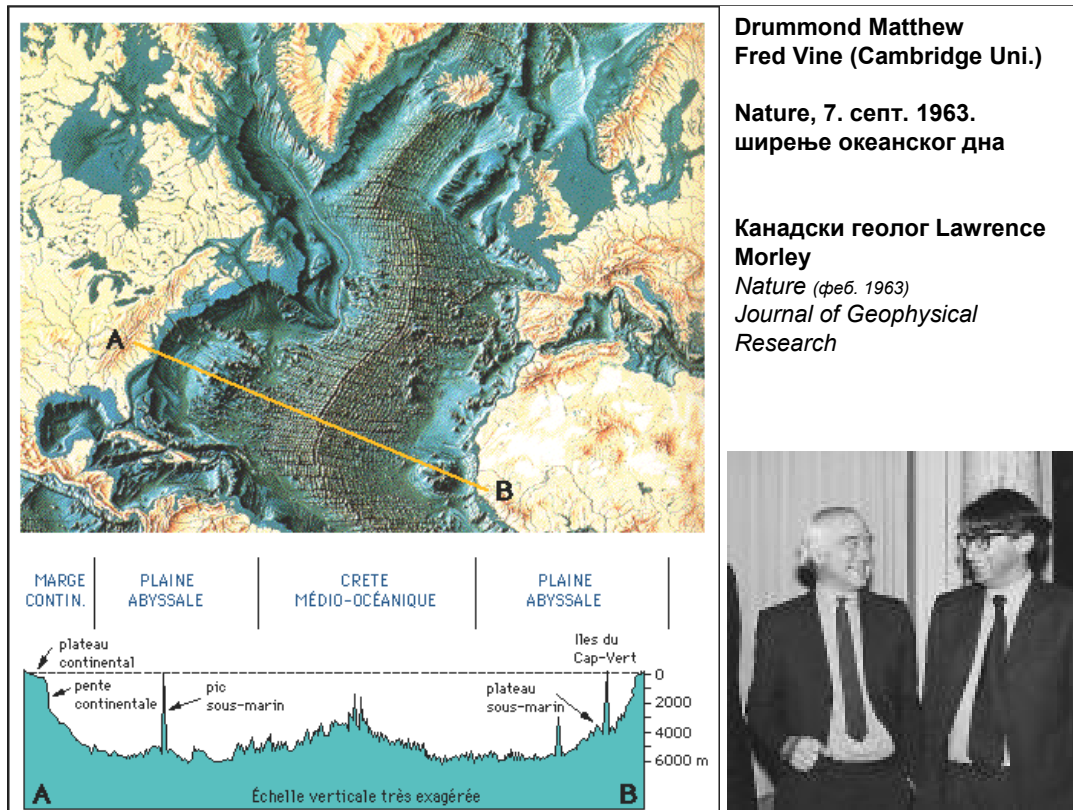 Drummond Matthew
Fred Vine (Cambridge Uni.)
Nature, 7. септ. 1963.
ширење океанског дна
Канадски геолог Lawrence
Morley
Nature (феб. 1963)
Journal of Geophysical
Research
A
B
MARGE
CONTIN.
PLAINE
ABYSSALE
CRETE
MÉDIO-OCÉANIQUE
PLAINE
ABYSSALE
plateau
continental
pente
continentale
pic
sous-marin
Iles du
Cap-Vert
plateau
sous-marin
0
2000
4000
6000 m
A
Échelle verticale très exagérée
B